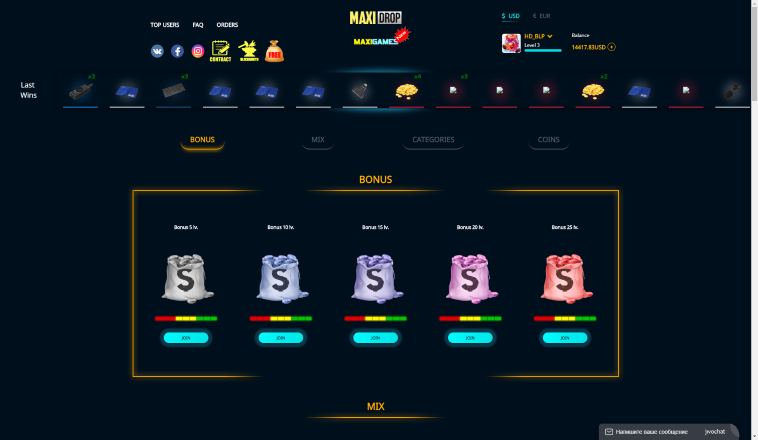 TOP USERS FAQ ORDERS
MAXI DROP
MAXIGAMES
$ USD € EUR
HD_BLP
Level 3
Balance
14417.83USD
CONTRACT
FREE
Last
Wins
x3
x3
x4
x3
x2
BONUS MIX CATEGORIES COINS
BONUS
Bonus 5 lv. Bonus 10 lv. Bonus 15 lv. Bonus 20 lv. Bonus 25 lv.
$ $ $ $ $
JOIN JOIN JOIN JOIN JOIN
MIX
Напишите ваше сообщение jivochat